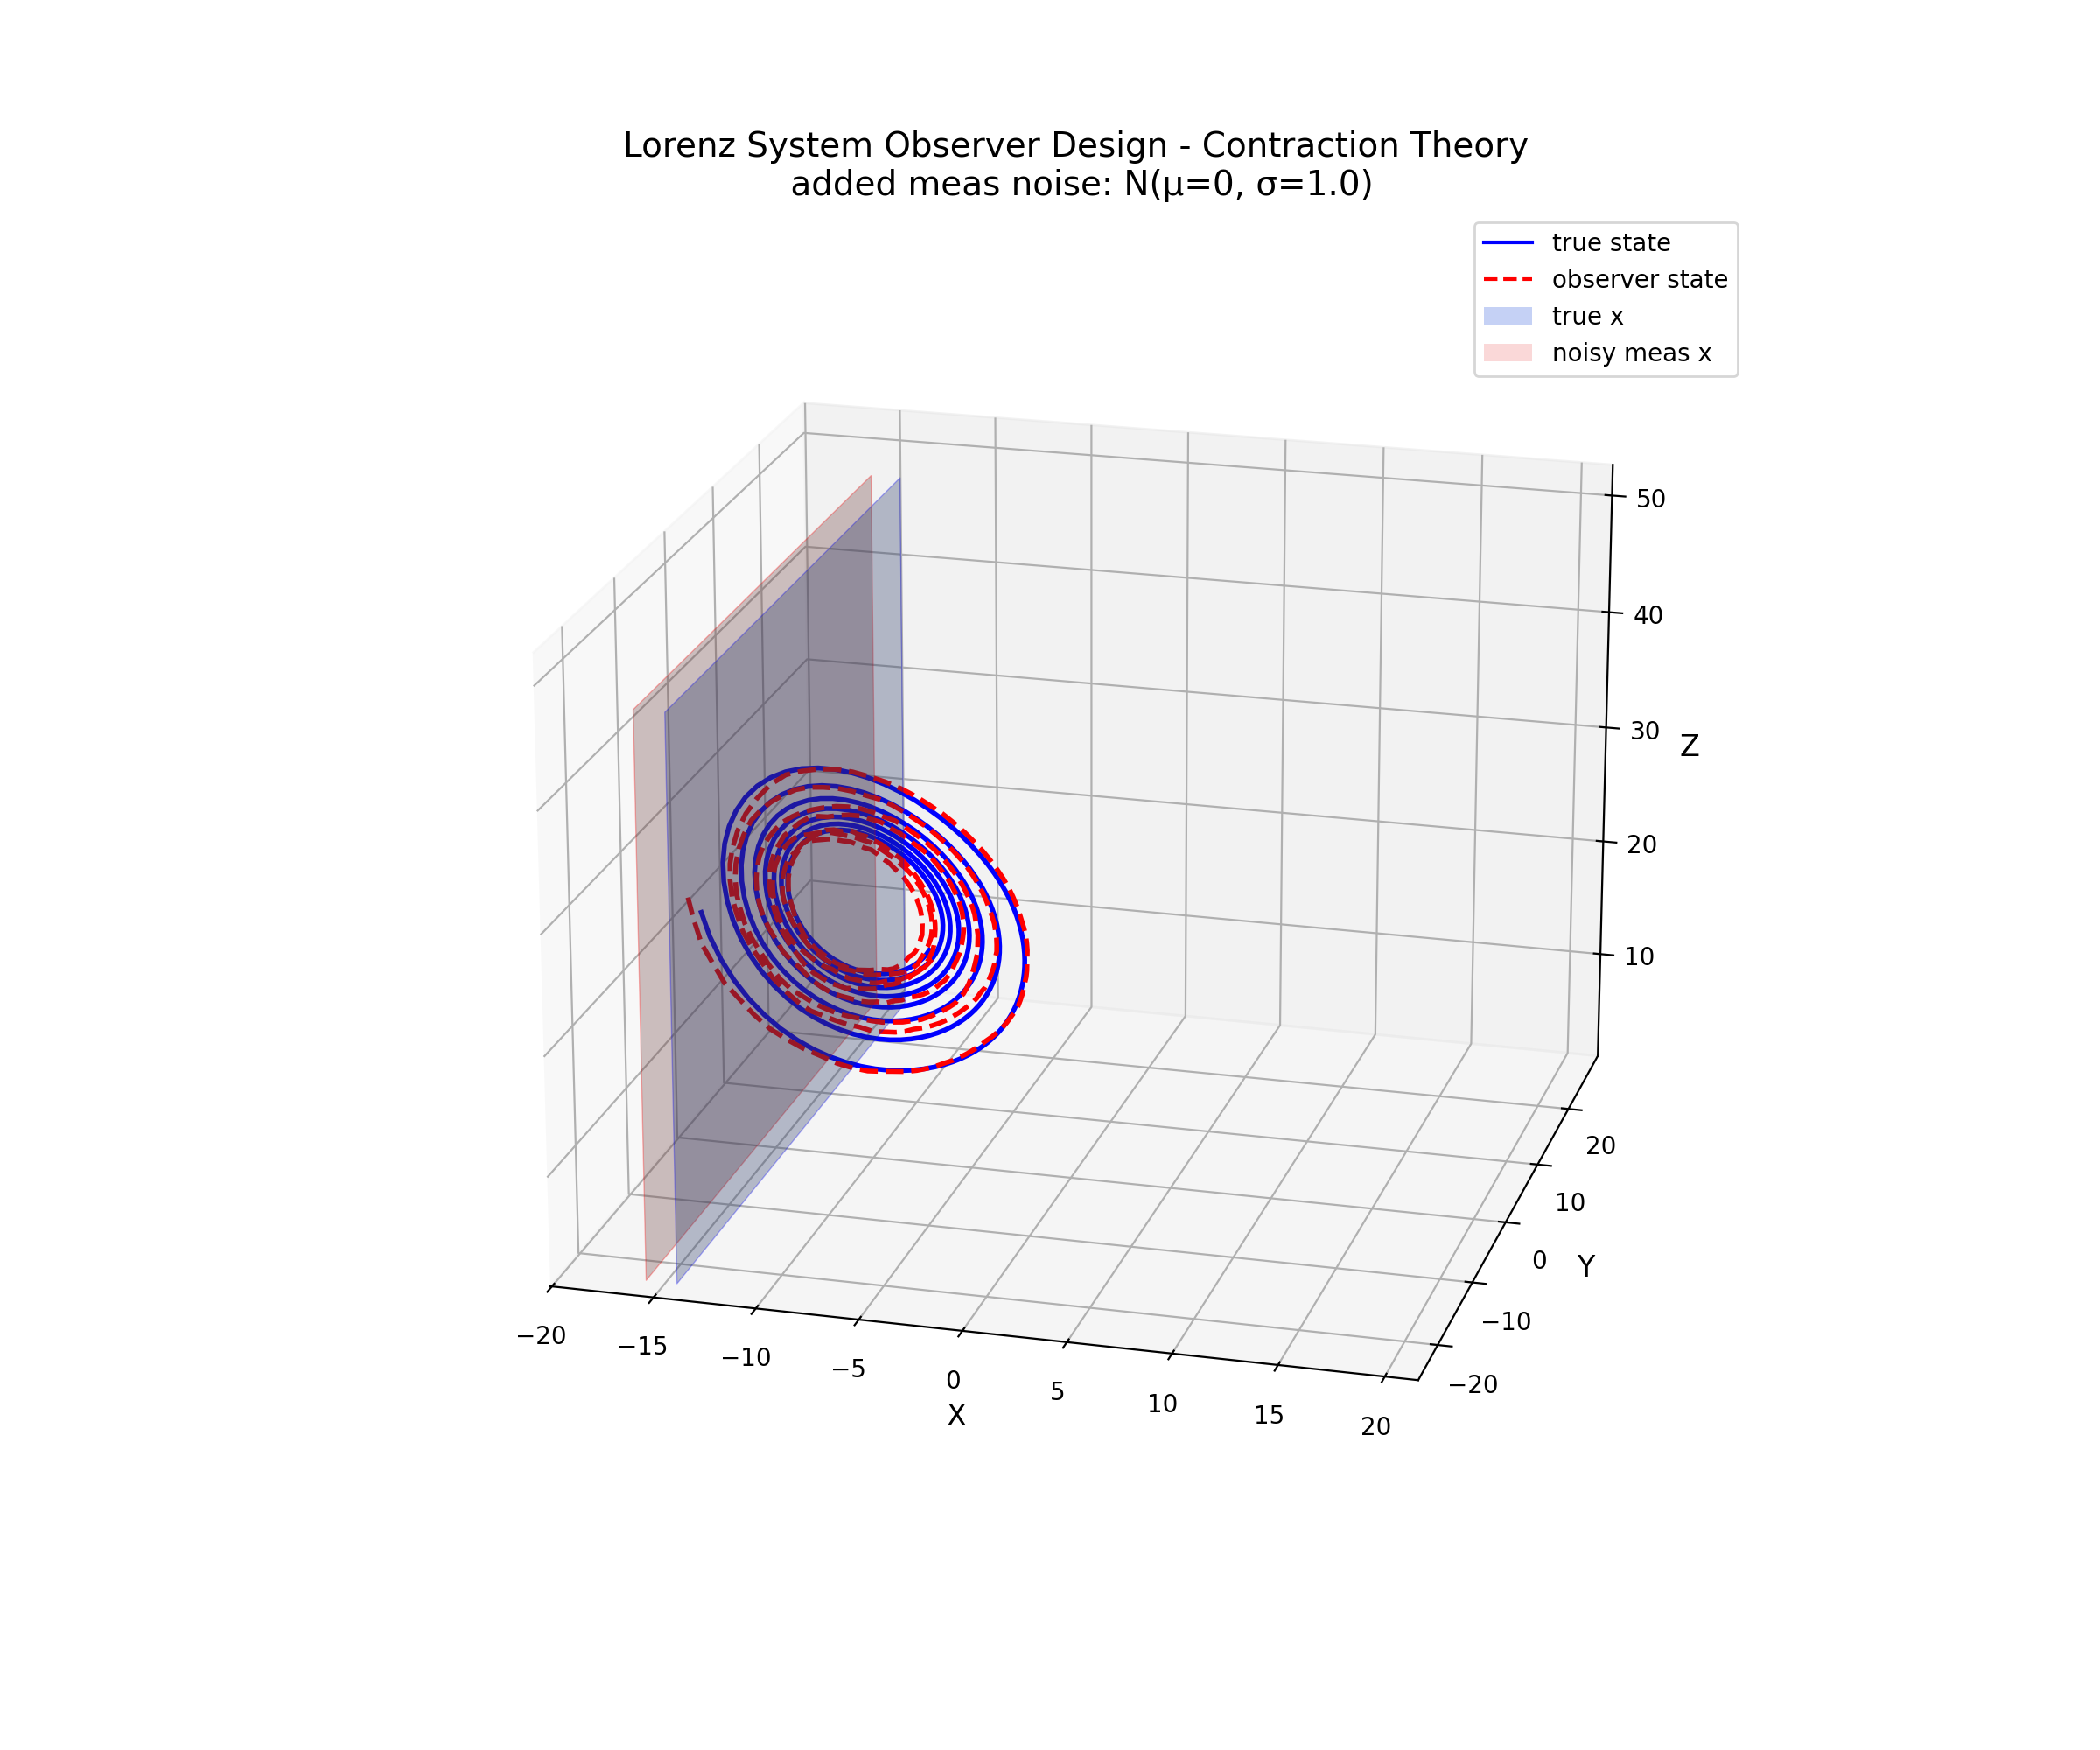 Lorenz System Observer Design - Contraction Theory
added meas noise: N(μ=0, σ=1.0)
true state
observer state
true x
noisy meas x
50
40
30
Z
20
10
20
10
0
Y
−10
−20
−20
−15
−10
−5
0
5
10
15
20
X